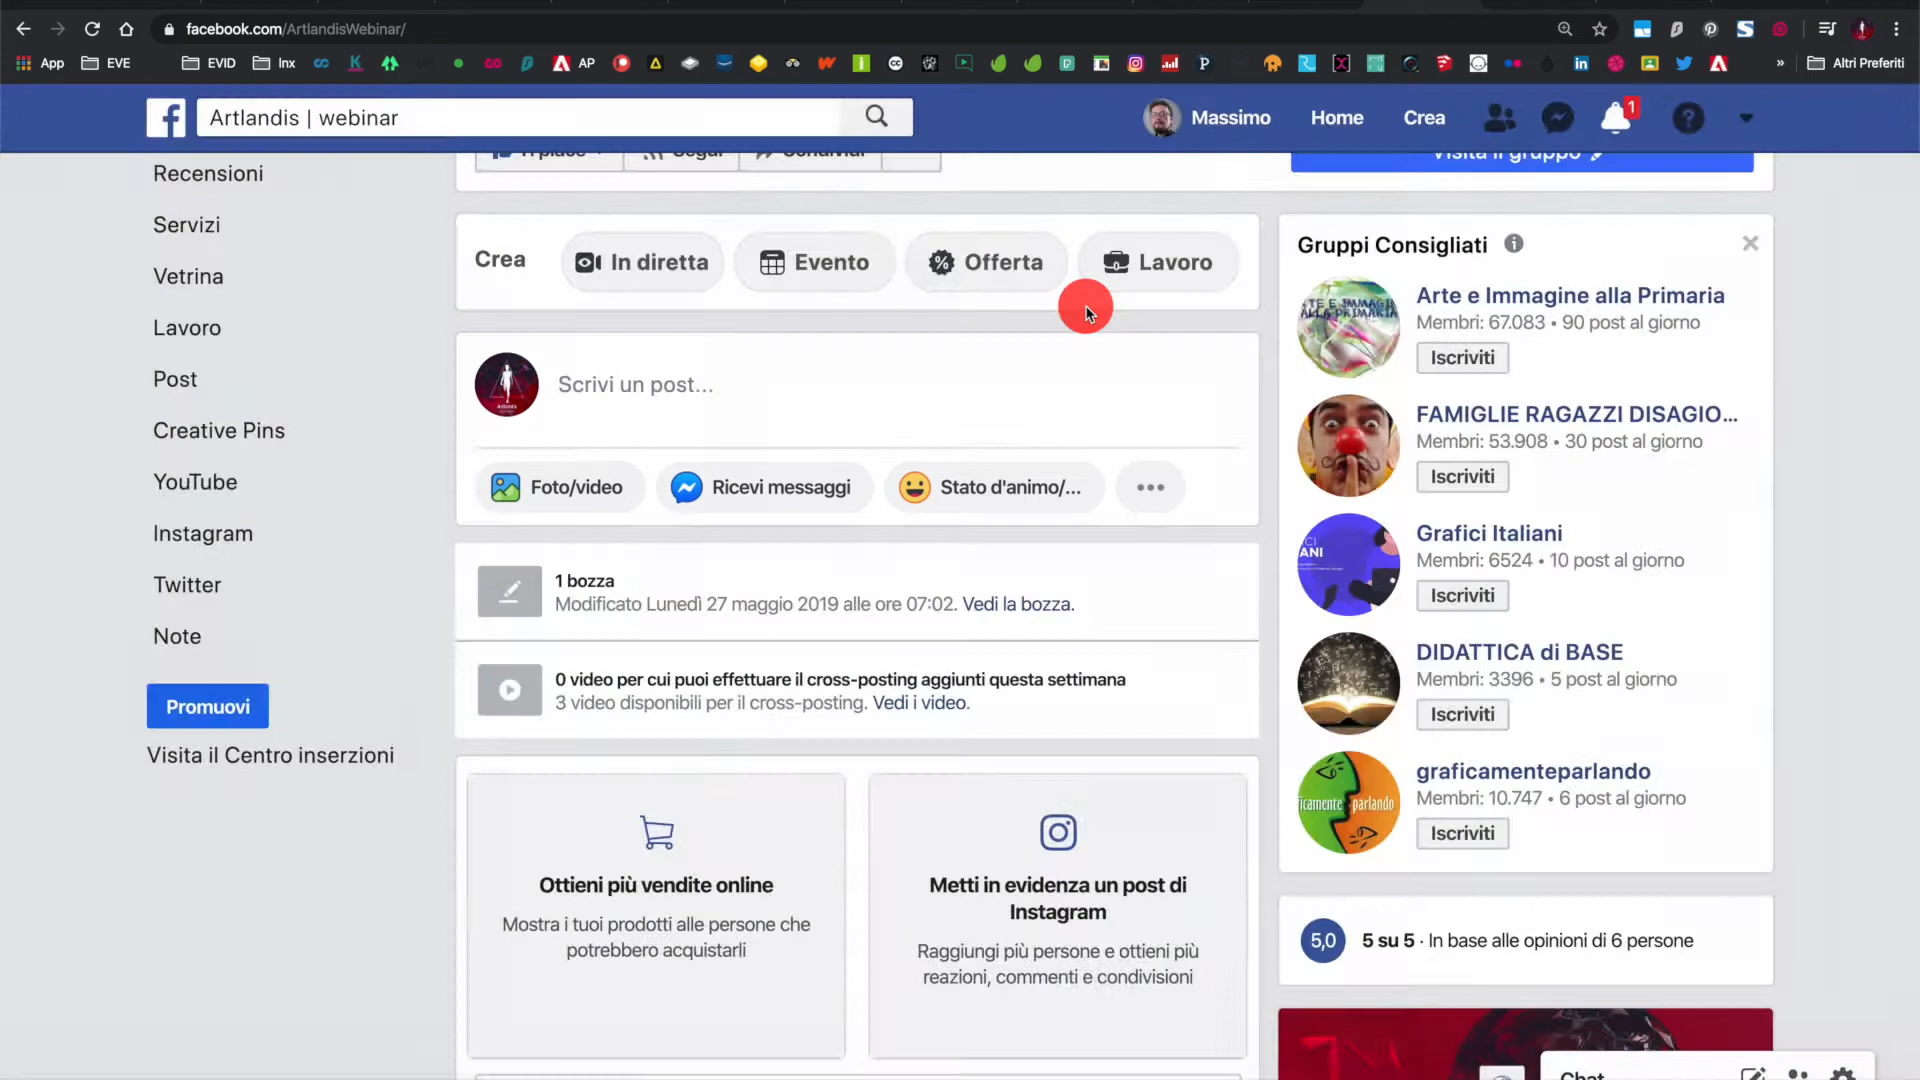 facebook.com/ArtlandisWebinar/
App
EVE
EVID
Inx
AP
Altri Preferiti
Artlandis | webinar
Massimo
Home
Crea
1
Recensioni
Servizi
Vetrina
Lavoro
Post
Creative Pins
YouTube
Instagram
Twitter
Note
Promuovi
Visita il Centro inserzioni
Ti piace
Segui
Condividi
Visita il gruppo
Crea
In diretta
Evento
Offerta
Lavoro
Scrivi un post...
Foto/video
Ricevi messaggi
Stato d'animo/...
1 bozza
Modificato Lunedì 27 maggio 2019 alle ore 07:02. Vedi la bozza.
0 video per cui puoi effettuare il cross-posting aggiunti questa settimana
3 video disponibili per il cross-posting. Vedi i video.
Ottieni più vendite online
Mostra i tuoi prodotti alle persone che
potrebbero acquistarli
Metti in evidenza un post di
Instagram
Raggiungi più persone e ottieni più
reazioni, commenti e condivisioni
Gruppi Consigliati
Arte e Immagine alla Primaria
Membri: 67.083 • 90 post al giorno
Iscriviti
FAMIGLIE RAGAZZI DISAGIO...
Membri: 53.908 • 30 post al giorno
Iscriviti
Grafici Italiani
Membri: 6524 • 10 post al giorno
Iscriviti
DIDATTICA di BASE
Membri: 3396 • 5 post al giorno
Iscriviti
graficamenteparlando
Membri: 10.747 • 6 post al giorno
Iscriviti
5,0
5 su 5 · In base alle opinioni di 6 persone
Chat